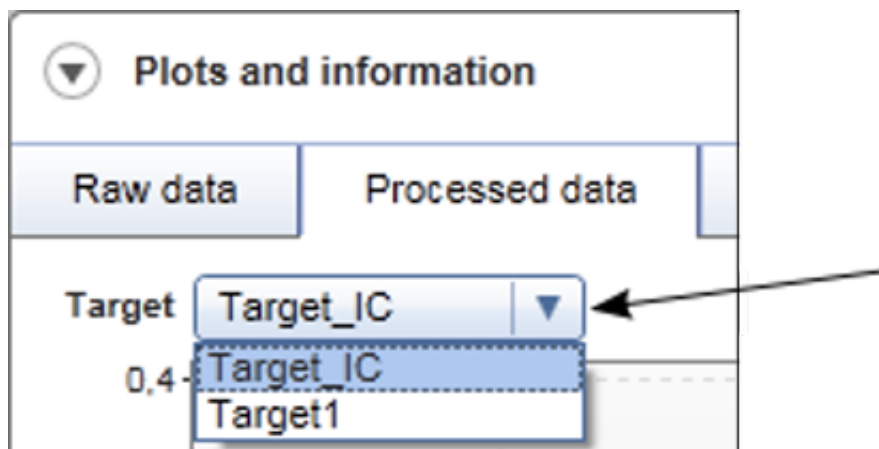 Plots and information
Raw data Processed data
Target Target_IC
Target_IC
0,4
Target1